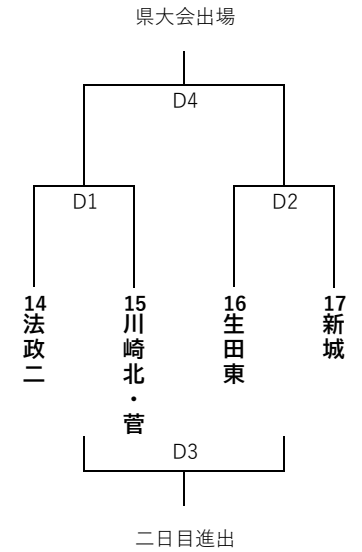 県大会出場
D4
D1
D2
14
法政二
15
川崎北・菅
16
生田東
17
新城
D3
二日目進出